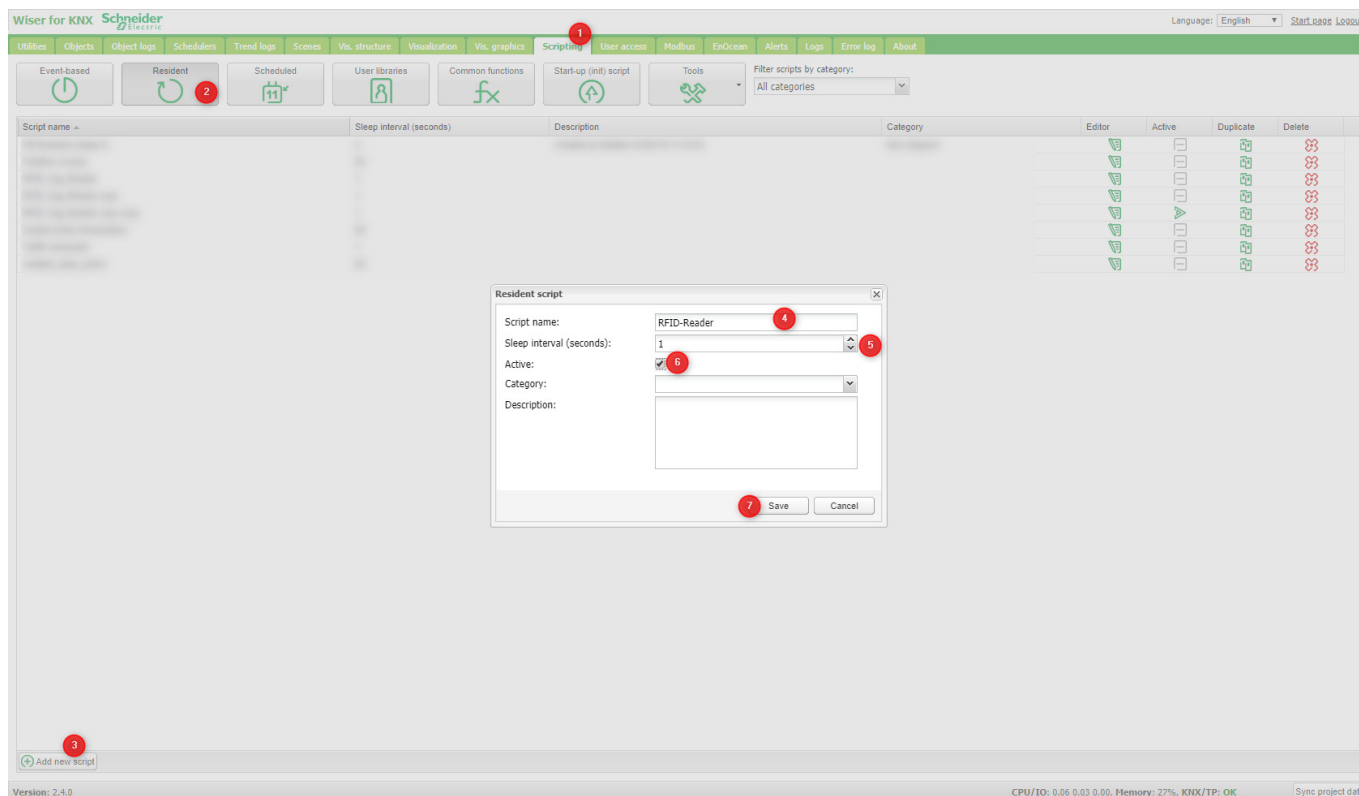 Wiser for KNX Schneider Electric Language: English Start page Logou
1
Utilities Objects Object logs Schedulers Trend logs Scenes Vis. structure Visualization Vis. graphics Scripting User access Modbus EnOcean Alerts Logs Error log About
Event-based Resident Scheduled User libraries Common functions Start-up (init) script Tools Filter scripts by category:
2 11 All categories
Script name Sleep interval (seconds) Description Category Editor Active Duplicate Delete
Resident script
Script name: RFID-Reader 4
Sleep interval (seconds): 1 5
Active: 6
Category:
Description:
7 Save Cancel
3
Add new script
Version: 2.4.0 CPU/IO: 0.06 0.03 0.00, Memory: 27%, KNX/TP: OK Sync project dat